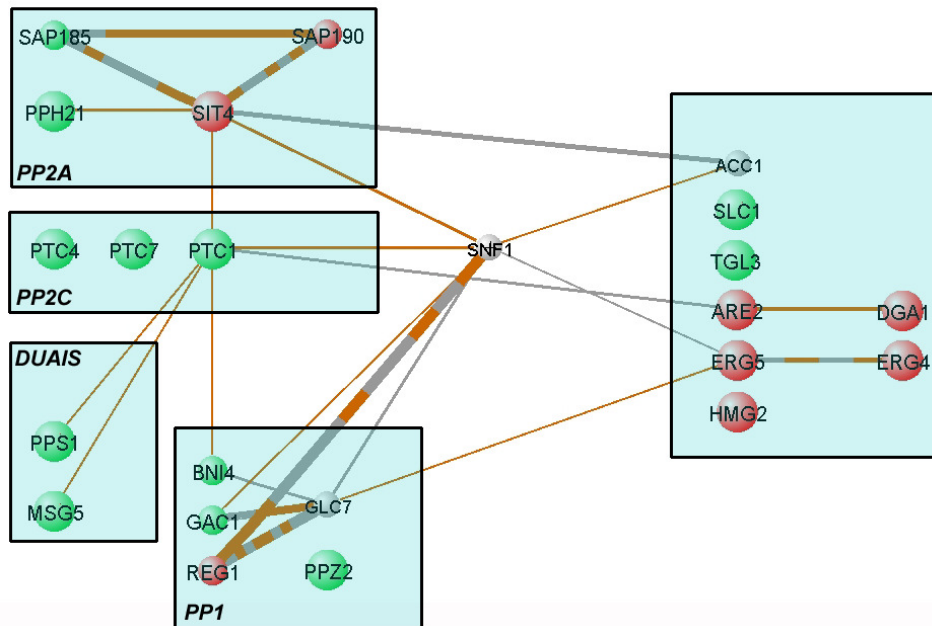 SAP185 SAP190
PPH21 SIT4
PP2A
ACC1
SLC1
PTC4 PTC7 PTC1 SNF1
TGL3
PP2C
ARE2 DGA1
DUAIS
ERG5 ERG4
HMG2
PPS1
BNI4
MSG5
GAC1 GLC7
REG1 PPZ2
PP1